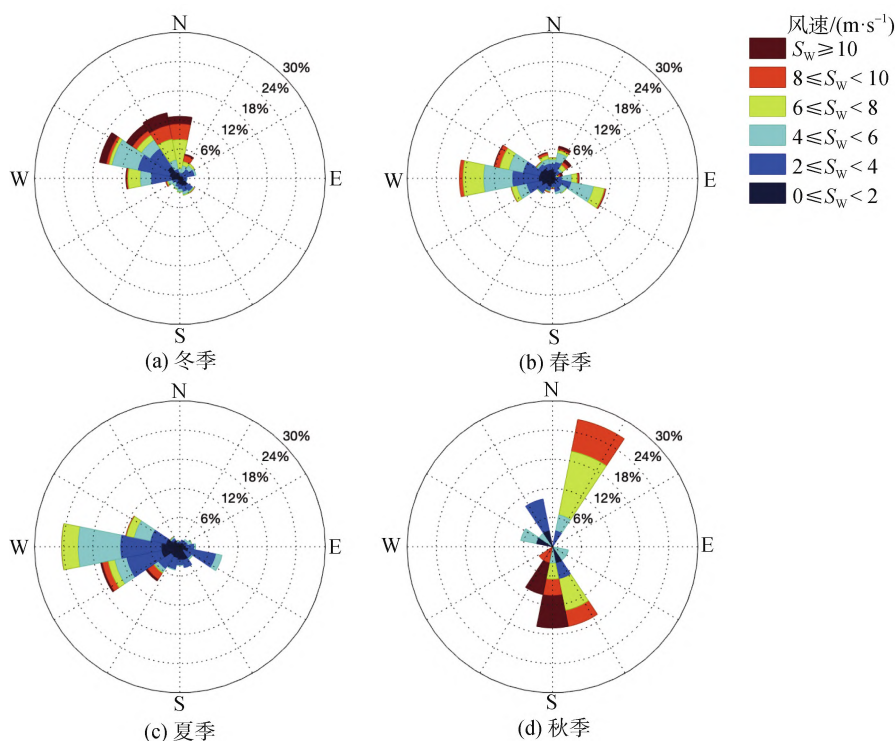 N
30%
24%
18%
12%
6%
W
E
S
(a) 冬季
N
30%
24%
18%
12%
6%
W
E
S
(b) 春季
风速/(m·s⁻¹)
S_W ≥ 10
8 ≤ S_W < 10
6 ≤ S_W < 8
4 ≤ S_W < 6
2 ≤ S_W < 4
0 ≤ S_W < 2
N
30%
24%
18%
12%
6%
W
E
S
(c) 夏季
N
30%
24%
18%
12%
6%
W
E
S
(d) 秋季